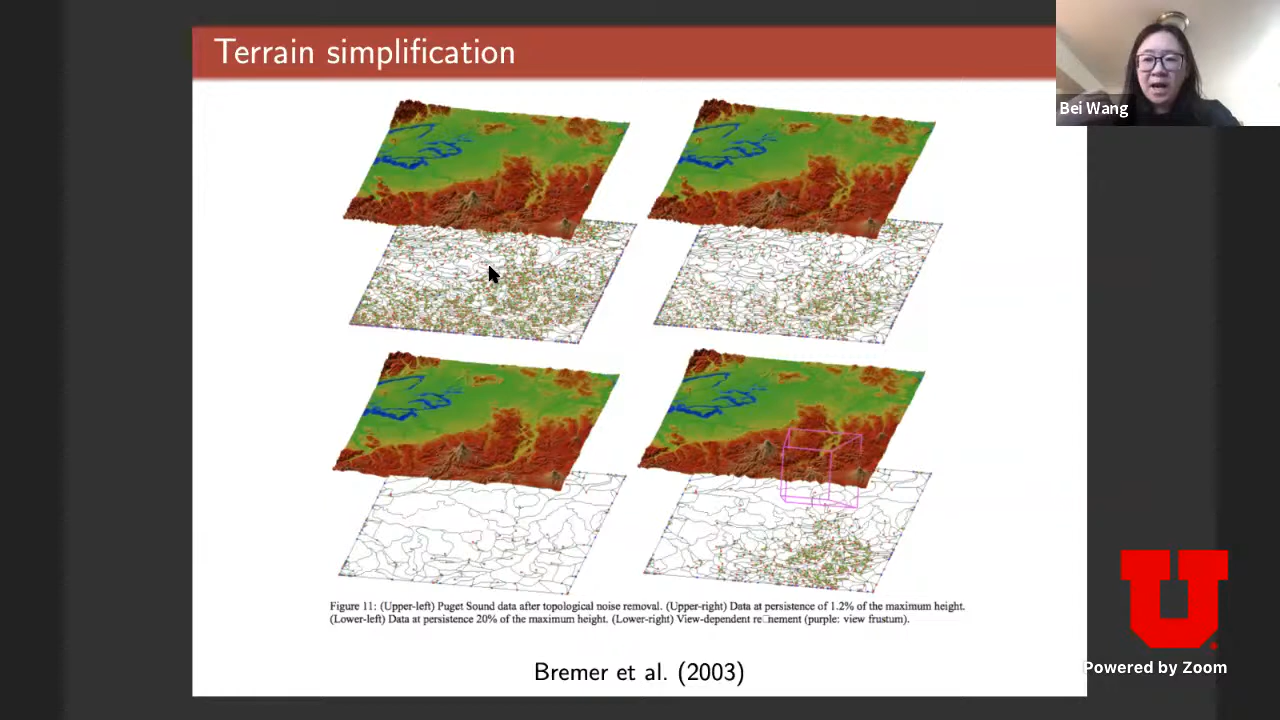 Terrain simplification
Bei Wang
Figure 11: (Upper-left) Puget Sound data after topological noise removal. (Upper-right) Data at persistence of 1.2% of the maximum height.
(Lower-left) Data at persistence 20% of the maximum height. (Lower-right) View-dependent re□nement (purple: view frustum).
Bremer et al. (2003)
U
Powered by Zoom